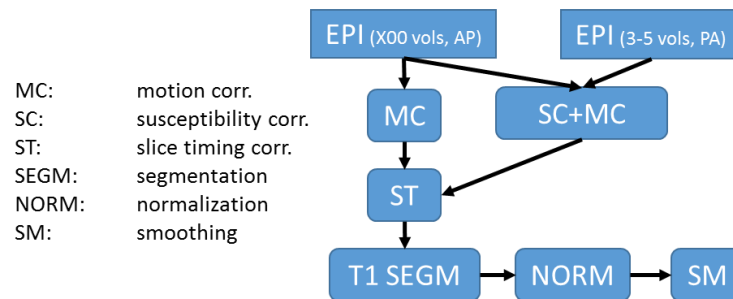 EPI (X00 vols, AP)
EPI (3-5 vols, PA)
MC: motion corr.
SC: susceptibility corr.
ST: slice timing corr.
SEGM: segmentation
NORM: normalization
SM: smoothing
MC
SC+MC
ST
T1 SEGM
NORM
SM